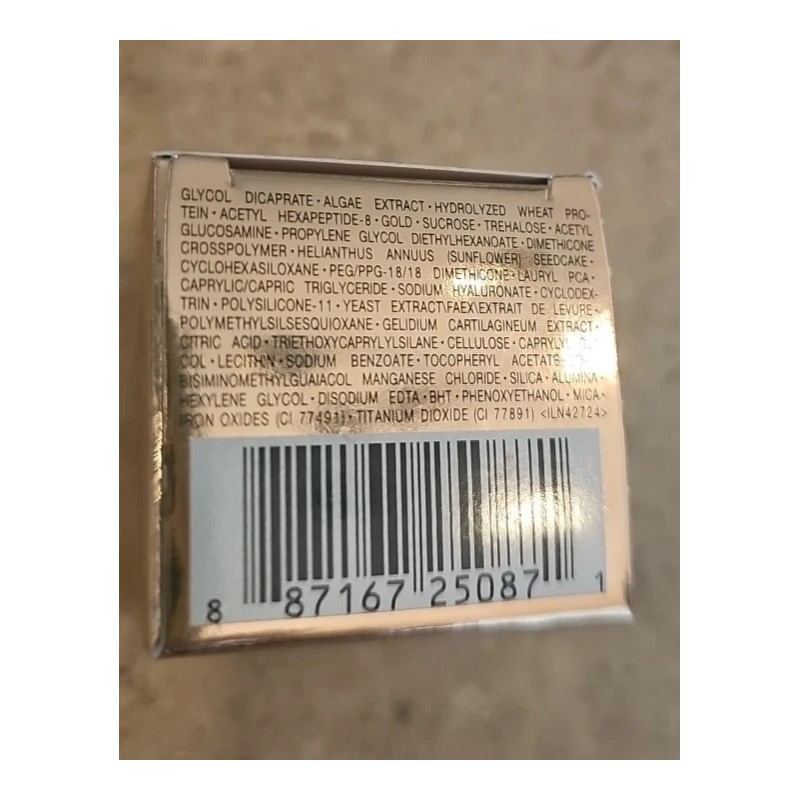 GLYCOL DICAPRATE • ALGAE EXTRACT • HYDROLYZED WHEAT PRO-
TEIN • ACETYL HEXAPEPTIDE-8 • GOLD • SUCROSE • TREHALOSE • ACETYL
GLUCOSAMINE • PROPYLENE GLYCOL DIETHYLHEXANOATE • DIMETHICONE
CROSSPOLYMER • HELIANTHUS ANNUUS (SUNFLOWER) SEEDCAKE •
CYCLOHEXASILOXANE • PEG/PPG-18/18 DIMETHICONE • LAURYL PCA •
CAPRYLIC/CAPRIC TRIGLYCERIDE • SODIUM HYALURONATE • CYCLODEX-
TRIN • POLYSILICONE-11 • YEAST EXTRACT\FAEX\EXTRAIT DE LEVURE •
POLYMETHYLSILSESQUIOXANE • GELIDIUM CARTILAGINEUM EXTRACT •
CITRIC ACID • TRIETHOXYCAPRYLYLSILANE • CELLULOSE • CAPRYLYL
COL • LECITHIN • SODIUM BENZOATE • TOCOPHERYL ACETATE
BISIMINOMETHYLGUAIACOL MANGANESE CHLORIDE • SILICA • ALUMINA •
HEXYLENE GLYCOL • DISODIUM EDTA • BHT • PHENOXYETHANOL • MICA •
IRON OXIDES (CI 77491) • TITANIUM DIOXIDE (CI 77891) <ILN42724>
8 87167 25087 1